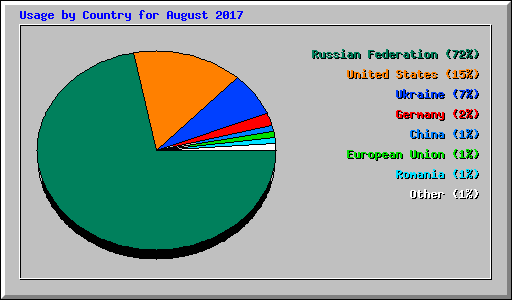 Usage by Country for August 2017
Russian Federation (72%)
United States (15%)
Ukraine (7%)
Germany (2%)
China (1%)
European Union (1%)
Romania (1%)
Other (1%)